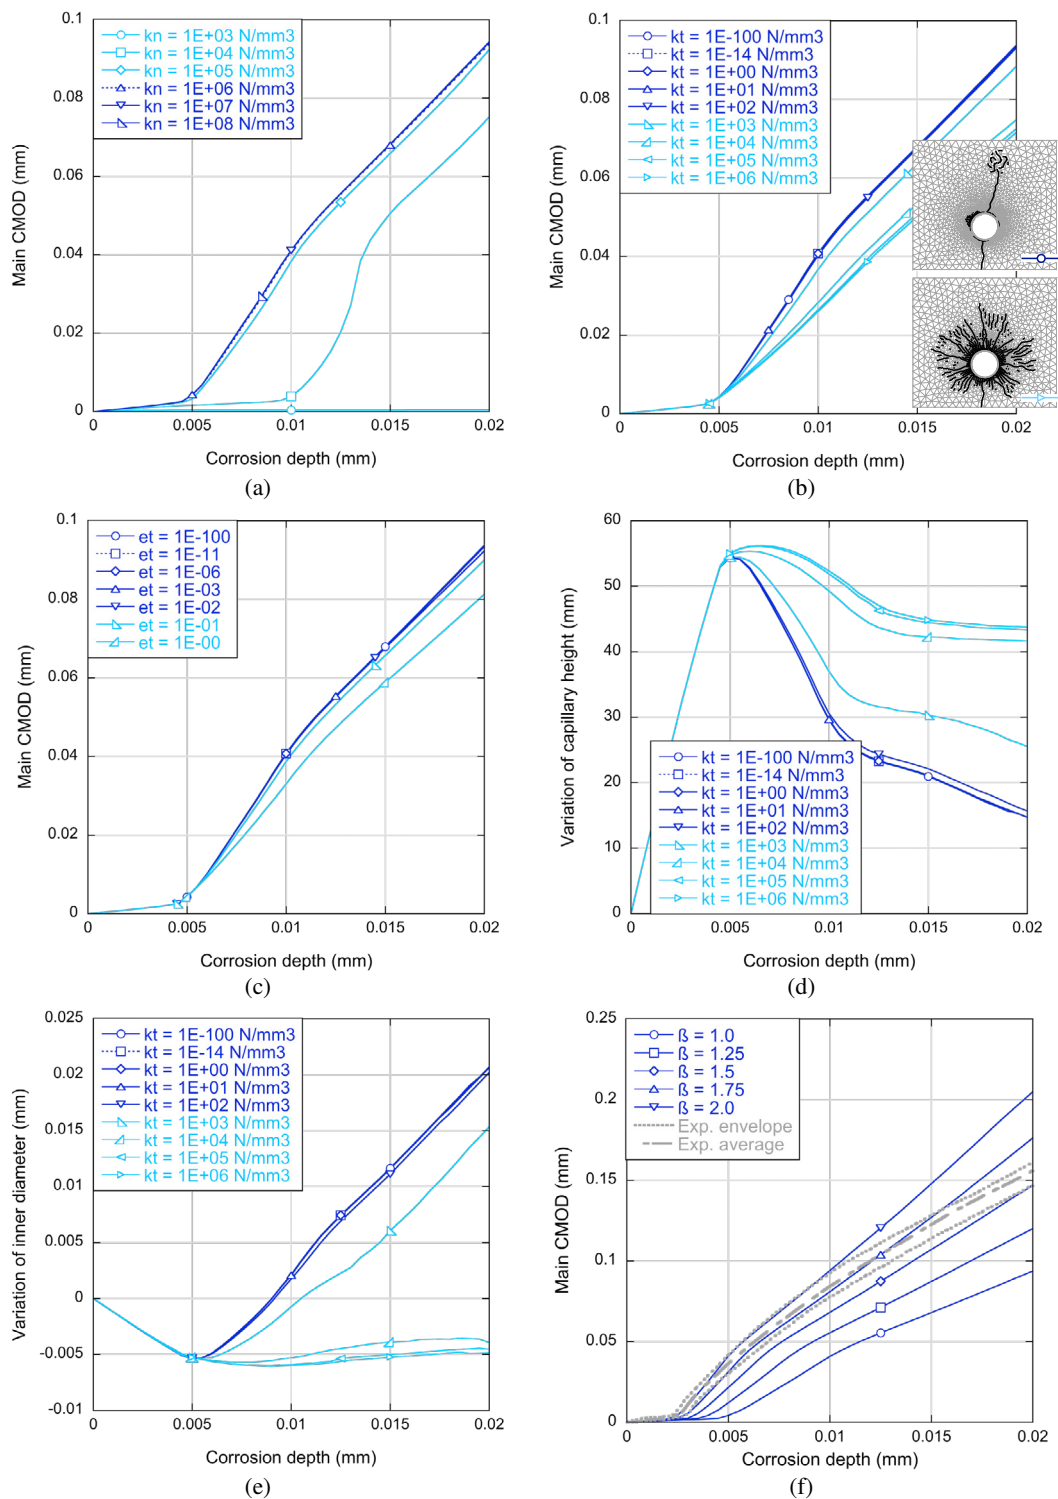 0.1
0.08
0.06
0.04
0.02
0
Main CMOD (mm)
kn = 1E+03 N/mm3
kn = 1E+04 N/mm3
kn = 1E+05 N/mm3
kn = 1E+06 N/mm3
kn = 1E+07 N/mm3
kn = 1E+08 N/mm3
0 0.005 0.01 0.015 0.02
Corrosion depth (mm)
(a)
0.1
0.08
0.06
0.04
0.02
0
Main CMOD (mm)
kt = 1E-100 N/mm3
kt = 1E-14 N/mm3
kt = 1E+00 N/mm3
kt = 1E+01 N/mm3
kt = 1E+02 N/mm3
kt = 1E+03 N/mm3
kt = 1E+04 N/mm3
kt = 1E+05 N/mm3
kt = 1E+06 N/mm3
0 0.005 0.01 0.015 0.02
Corrosion depth (mm)
(b)
0.1
0.08
0.06
0.04
0.02
0
Main CMOD (mm)
et = 1E-100
et = 1E-11
et = 1E-06
et = 1E-03
et = 1E-02
et = 1E-01
et = 1E-00
0 0.005 0.01 0.015 0.02
Corrosion depth (mm)
(c)
60
50
40
30
20
10
0
Variation of capillary height (mm)
kt = 1E-100 N/mm3
kt = 1E-14 N/mm3
kt = 1E+00 N/mm3
kt = 1E+01 N/mm3
kt = 1E+02 N/mm3
kt = 1E+03 N/mm3
kt = 1E+04 N/mm3
kt = 1E+05 N/mm3
kt = 1E+06 N/mm3
0 0.005 0.01 0.015 0.02
Corrosion depth (mm)
(d)
0.025
0.02
0.015
0.01
0.005
0
-0.005
-0.01
Variation of inner diameter (mm)
kt = 1E-100 N/mm3
kt = 1E-14 N/mm3
kt = 1E+00 N/mm3
kt = 1E+01 N/mm3
kt = 1E+02 N/mm3
kt = 1E+03 N/mm3
kt = 1E+04 N/mm3
kt = 1E+05 N/mm3
kt = 1E+06 N/mm3
0 0.005 0.01 0.015 0.02
Corrosion depth (mm)
(e)
0.25
0.2
0.15
0.1
0.05
0
Main CMOD (mm)
ß = 1.0
ß = 1.25
ß = 1.5
ß = 1.75
ß = 2.0
Exp. envelope
Exp. average
0 0.005 0.01 0.015 0.02
Corrosion depth (mm)
(f)